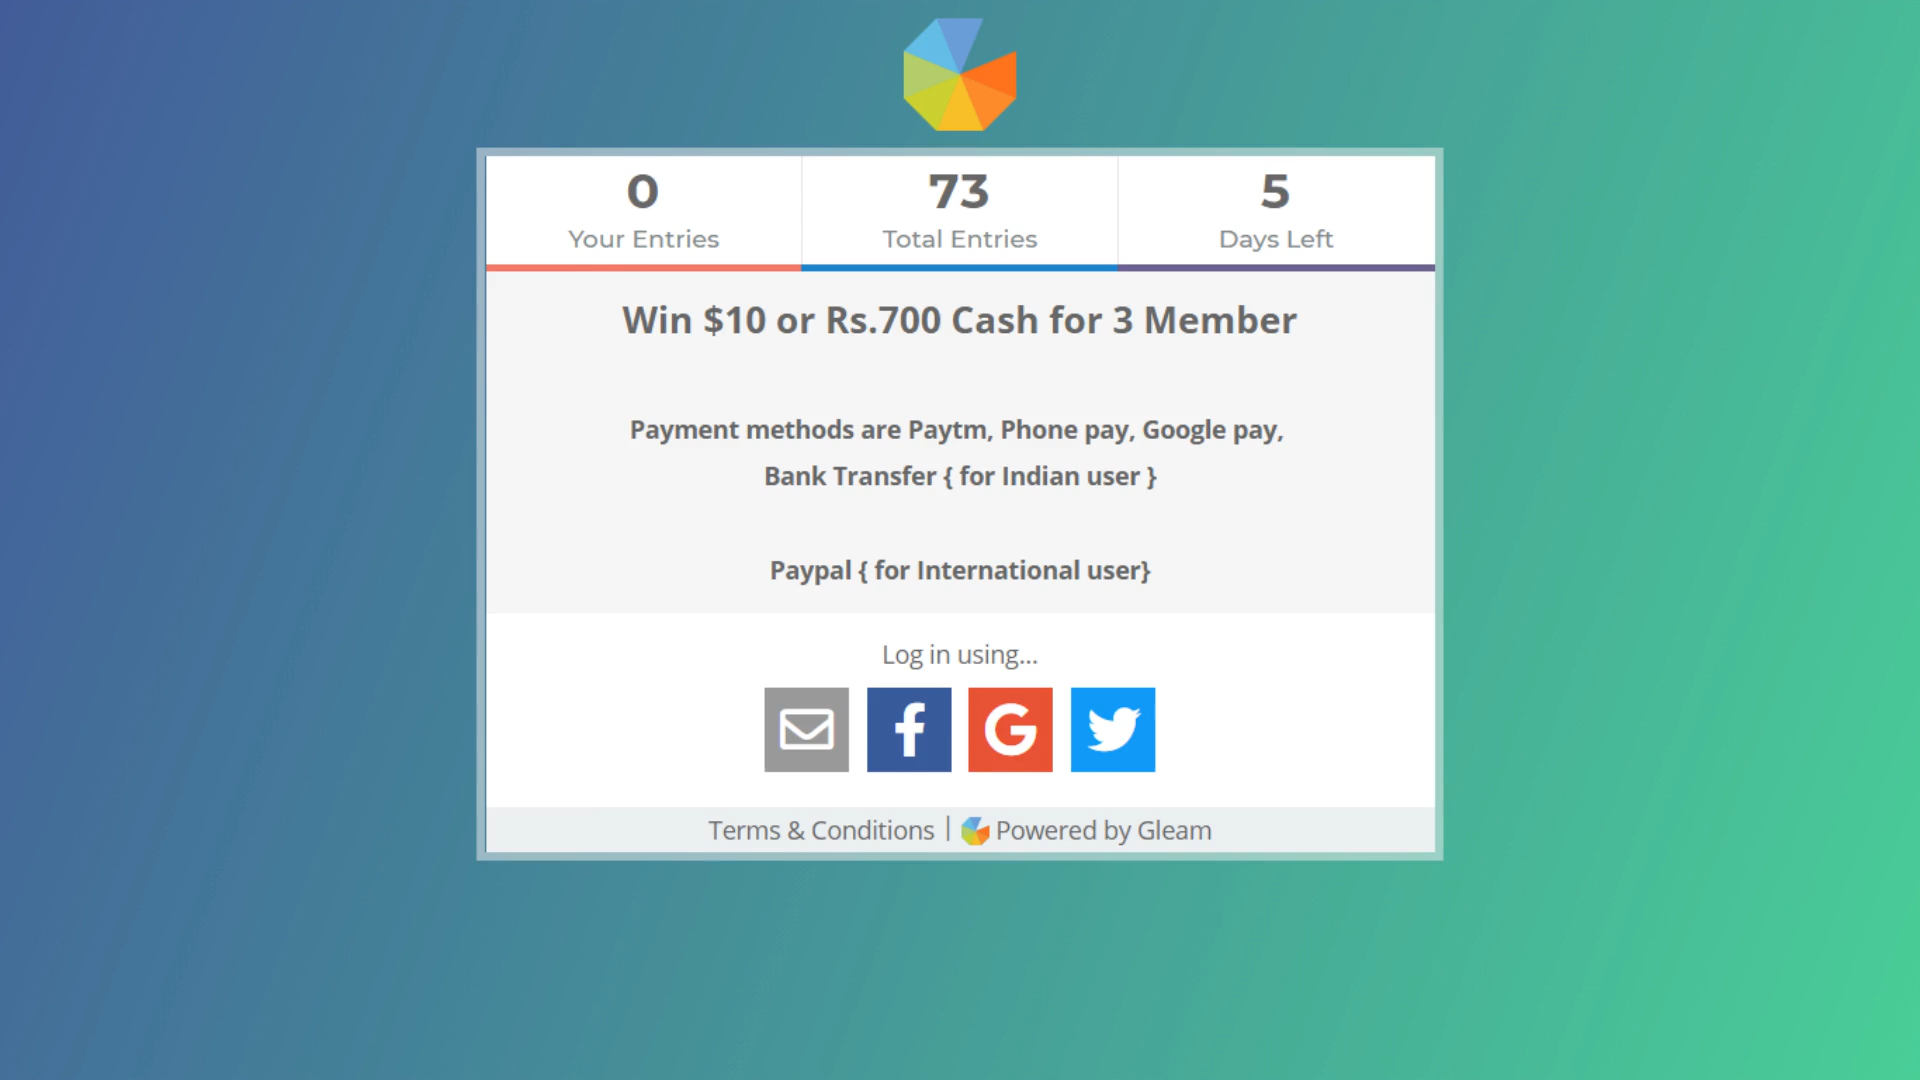 0
Your Entries
73
Total Entries
5
Days Left
Win $10 or Rs.700 Cash for 3 Member
Payment methods are Paytm, Phone pay, Google pay,
Bank Transfer { for Indian user }
Paypal { for International user}
Log in using...
Terms & Conditions | Powered by Gleam